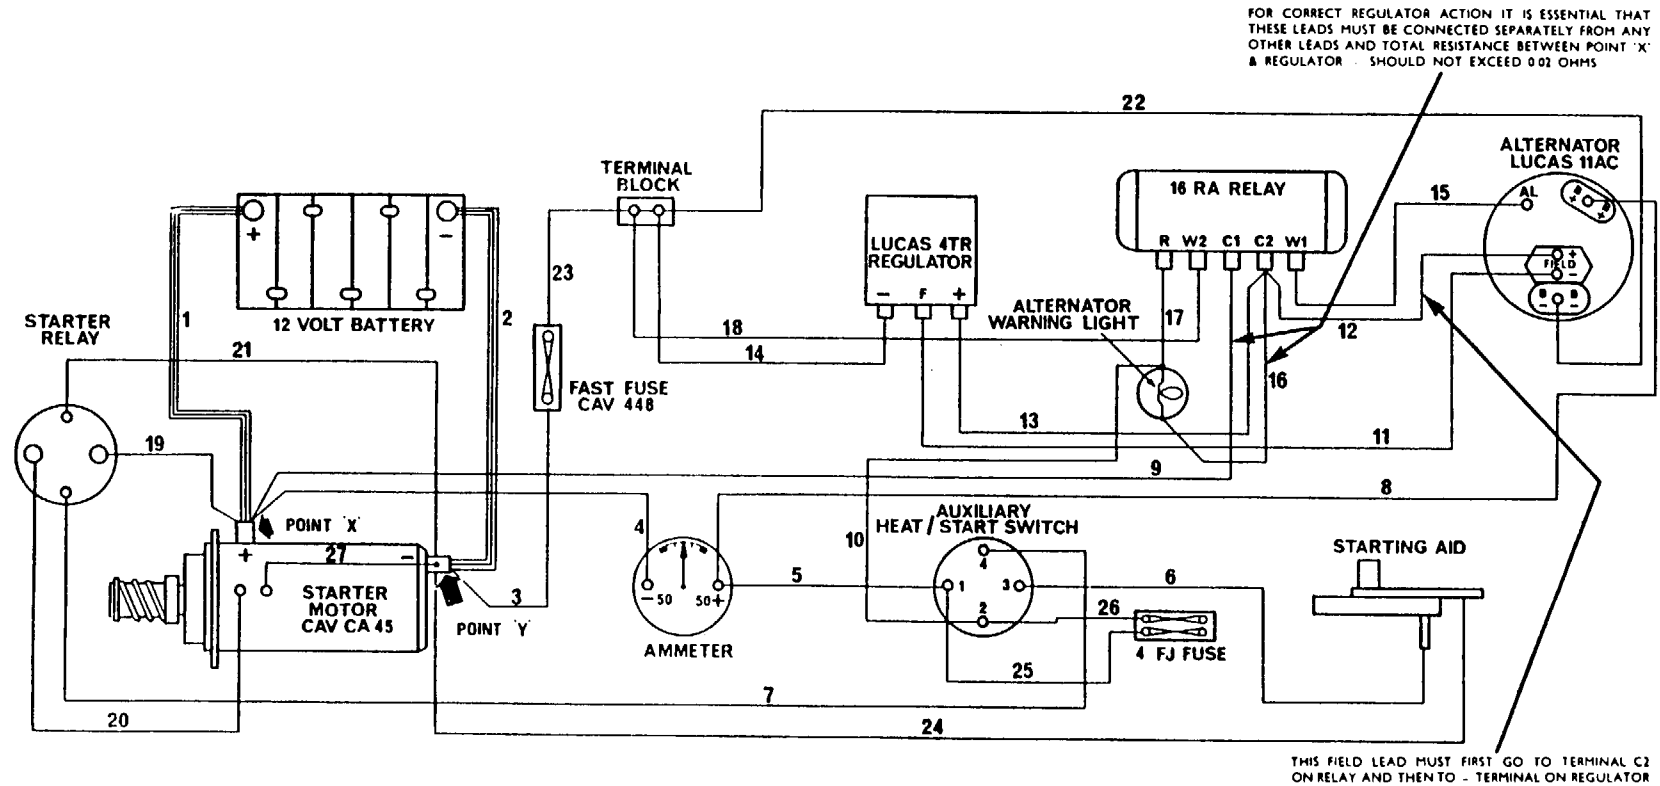 FOR CORRECT REGULATOR ACTION IT IS ESSENTIAL THAT
THESE LEADS MUST BE CONNECTED SEPARATELY FROM ANY
OTHER LEADS AND TOTAL RESISTANCE BETWEEN POINT 'X'
& REGULATOR - SHOULD NOT EXCEED 0·02 OHMS
22
ALTERNATOR
LUCAS 11AC
TERMINAL
BLOCK
16 RA RELAY
15
AL
B
+
B
+
+
-
R W2 C1 C2 W1
LUCAS 4TR
REGULATOR
- F +
+
FIELD
-
B B
- -
23
12 VOLT BATTERY
1
2
STARTER
RELAY
21
ALTERNATOR
WARNING LIGHT
17
18
12
14
16
FAST FUSE
CAV 448
13
11
19
9
8
POINT 'X'
4
AUXILIARY
HEAT/START SWITCH
10
STARTING AID
+
27
-
4
5
1
3
6
- 50
50+
2
26
STARTER
MOTOR
CAV CA 45
3
POINT 'Y'
AMMETER
4 FJ FUSE
25
7
20
24
THIS FIELD LEAD MUST FIRST GO TO TERMINAL C2
ON RELAY AND THEN TO - TERMINAL ON REGULATOR